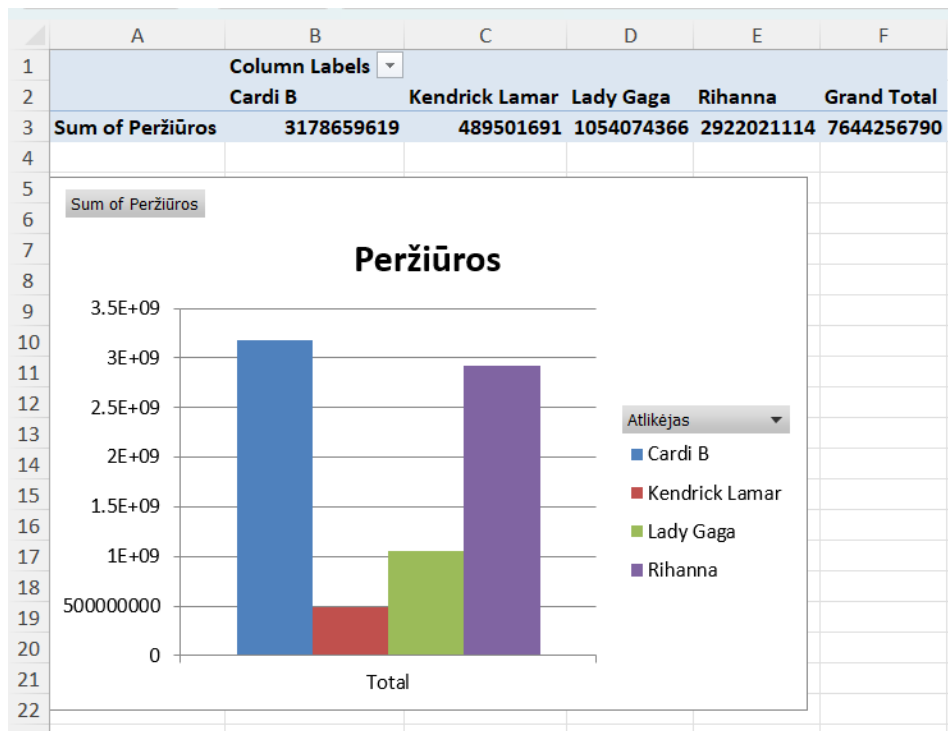 A B C D E F
1 Column Labels
2 Cardi B Kendrick Lamar Lady Gaga Rihanna Grand Total
3 Sum of Peržiūros 3178659619 489501691 1054074366 2922021114 7644256790
4
5
6
7
8
9
10
11
12
13
14
15
16
17
18
19
20
21
22
Sum of Peržiūros
Peržiūros
3.5E+09
3E+09
2.5E+09
2E+09
1.5E+09
1E+09
500000000
0
Total
Atlikėjas
Cardi B
Kendrick Lamar
Lady Gaga
Rihanna